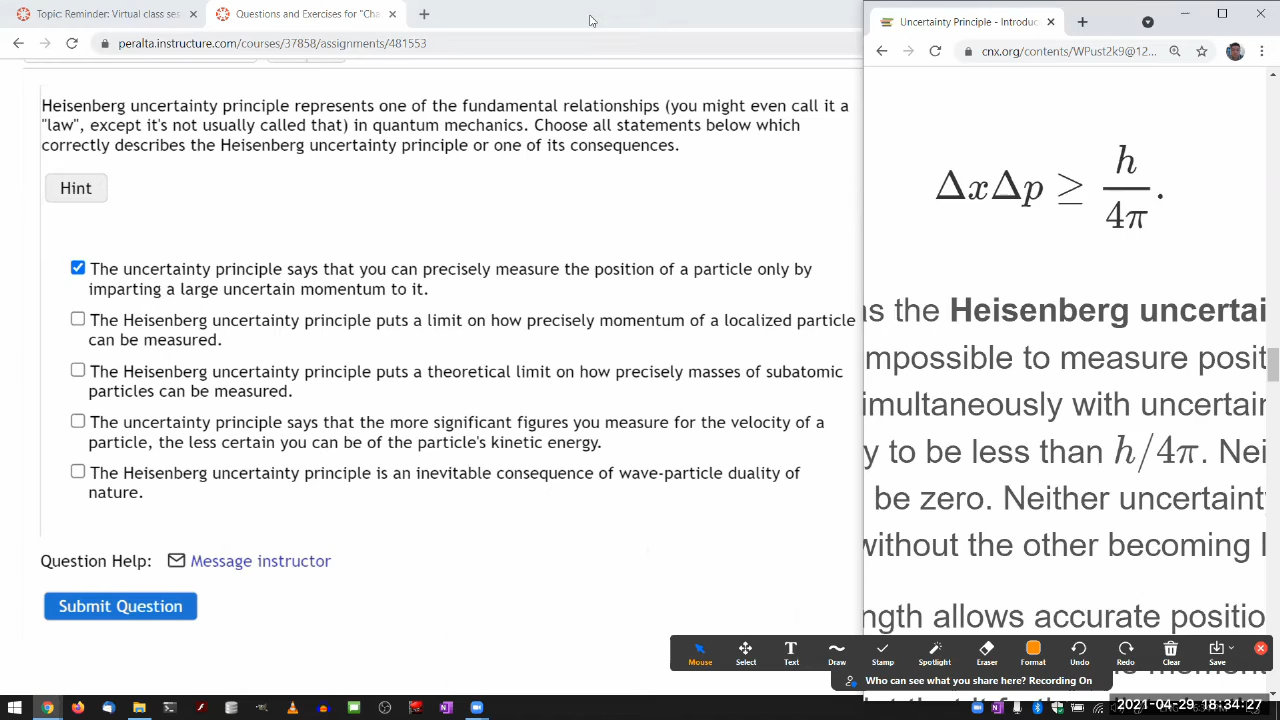 Topic: Reminder: Virtual class se
Questions and Exercises for "Cha
peralta.instructure.com/courses/37858/assignments/481553
Heisenberg uncertainty principle represents one of the fundamental relationships (you might even call it a
"law", except it's not usually called that) in quantum mechanics. Choose all statements below which
correctly describes the Heisenberg uncertainty principle or one of its consequences.
Hint
The uncertainty principle says that you can precisely measure the position of a particle only by
imparting a large uncertain momentum to it.
The Heisenberg uncertainty principle puts a limit on how precisely momentum of a localized particle
can be measured.
The Heisenberg uncertainty principle puts a theoretical limit on how precisely masses of subatomic
particles can be measured.
The uncertainty principle says that the more significant figures you measure for the velocity of a
particle, the less certain you can be of the particle's kinetic energy.
The Heisenberg uncertainty principle is an inevitable consequence of wave-particle duality of
nature.
Question Help: Message instructor
Submit Question
Uncertainty Principle - Introduc
cnx.org/contents/WPust2k9@12...
ΔxΔp ≥ h/4π.
as the Heisenberg uncertai
mpossible to measure posit
imultaneously with uncertain
y to be less than h/4π. Nei
be zero. Neither uncertainty
without the other becoming l
ngth allows accurate positio
Mouse Select Text Draw Stamp Spotlight Eraser Format Undo Redo Clear Save
Who can see what you share here? Recording On
2021-04-29 18:34:27